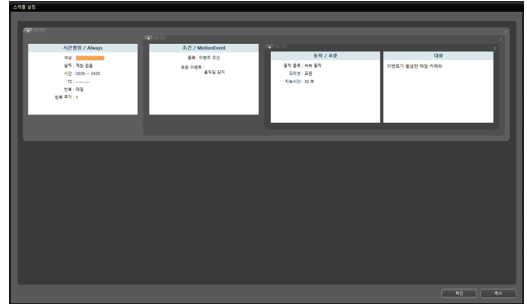 스케줄 설정
시간범위 / Always
색상 :
날짜 : 제한 없음
시간 : 00:00 ~ 24:00
반복 : 매일
반복 주기 : 1
조건 / MotionEvent
종류 : 이벤트 조건
포함 이벤트 :
움직임 감지
동작 / 표준
동작 종류 : 녹화 동작
프리셋 : 표준
지속시간 : 30 초
대상
이벤트가 발생한 해당 카메라
확인
취소